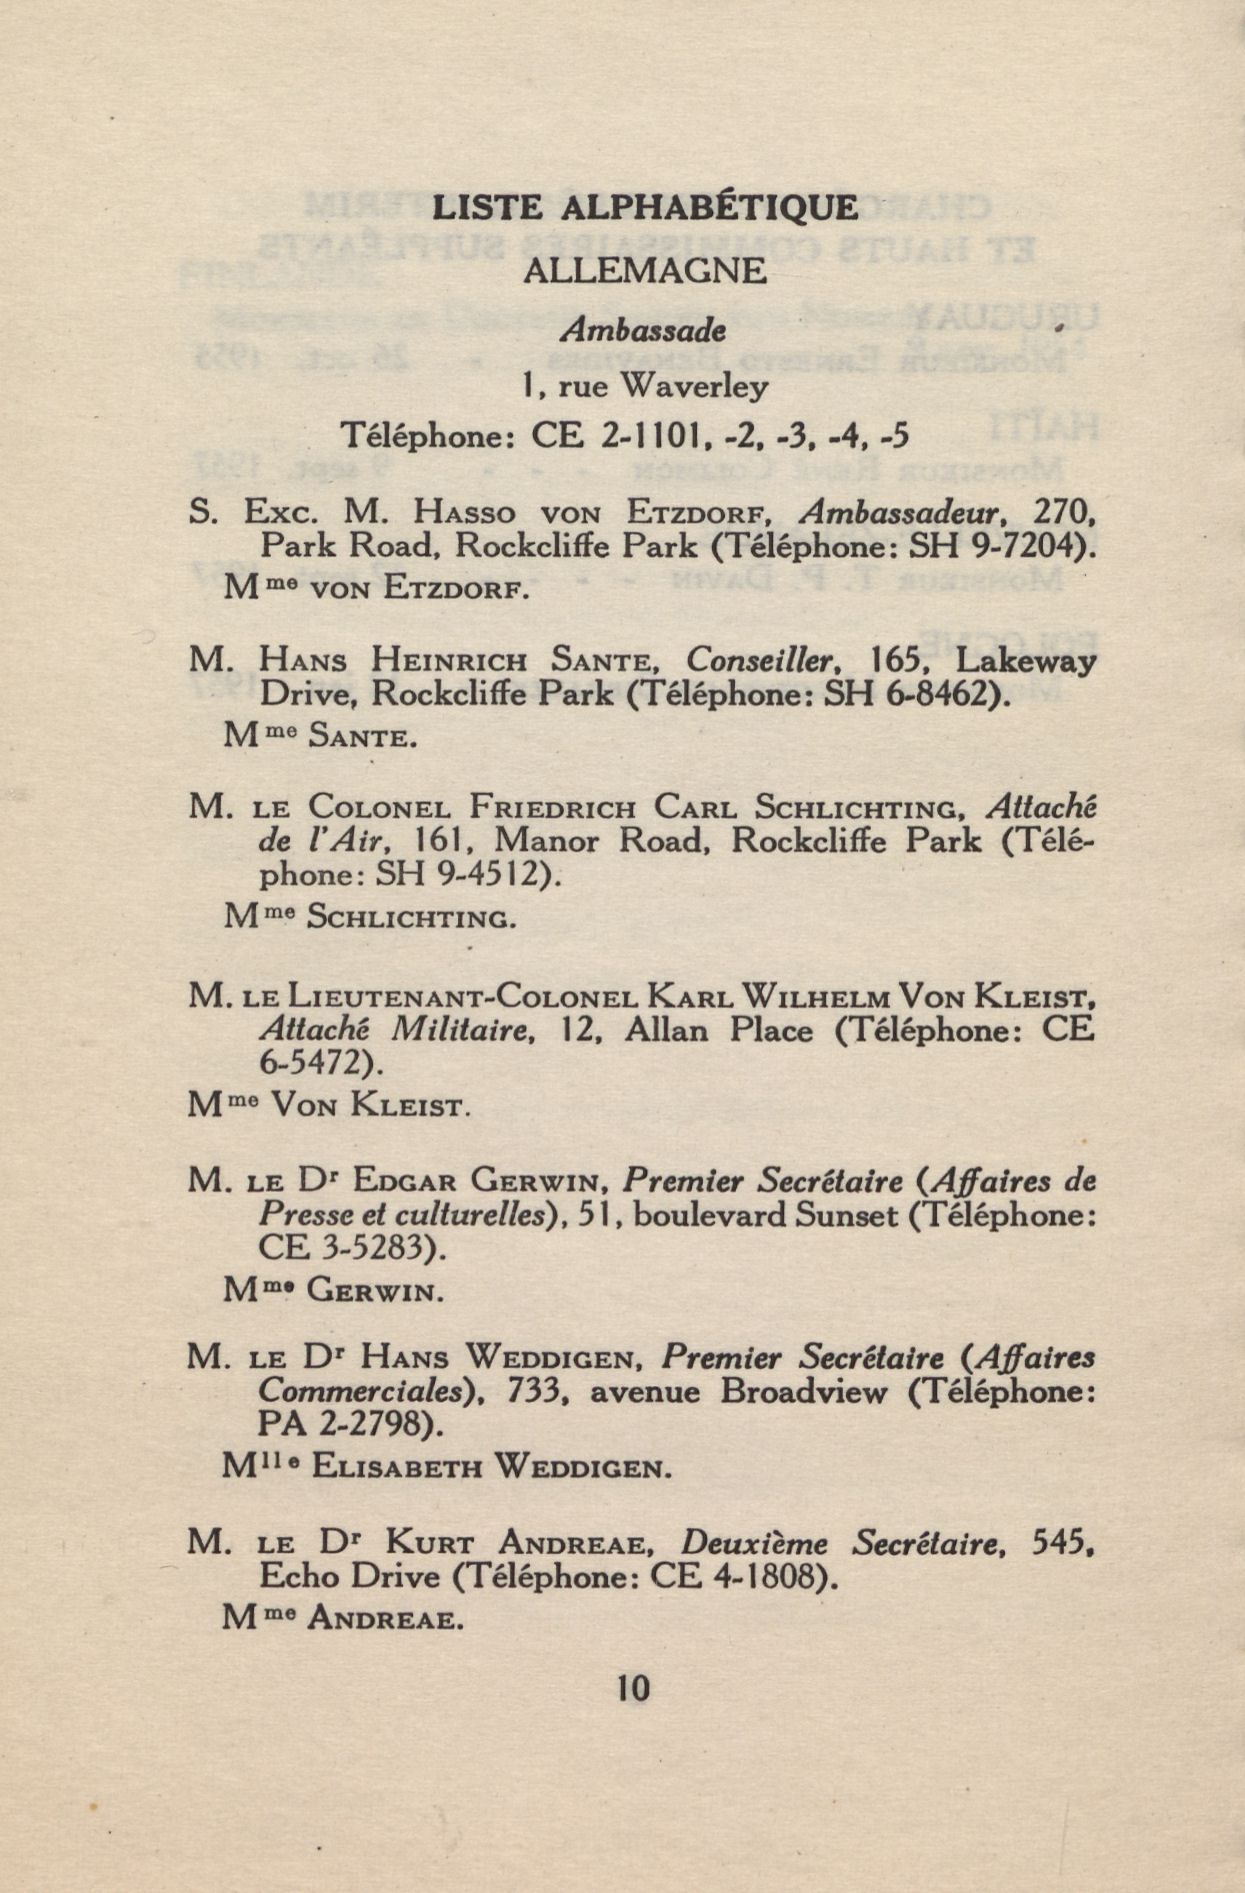 LISTE ALPHABÉTIQUE
ALLEMAGNE
Ambassade
1, rue Waverley
Téléphone: CE 2-1101, -2, -3, -4, -5
S. Exc. M. Hasso von Etzdorf, Ambassadeur, 270,
Park Road, Rockcliffe Park (Téléphone: SH 9-7204).
Mme von Etzdorf.
M. Hans Heinrich Sante, Conseiller, 165, Lakeway
Drive, Rockcliffe Park (Téléphone: SH 6-8462).
Mme Sante.
M. le Colonel Friedrich Carl Schlichting, Attaché
de l'Air, 161, Manor Road, Rockcliffe Park (Télé-
phone: SH 9-4512).
Mme Schlichting.
M. le Lieutenant-Colonel Karl Wilhelm Von Kleist,
Attaché Militaire, 12, Allan Place (Téléphone: CE
6-5472).
Mme Von Kleist.
M. le Dr Edgar Gerwin, Premier Secrétaire (Affaires de
Presse et culturelles), 51, boulevard Sunset (Téléphone:
CE 3-5283).
Mme Gerwin.
M. le Dr Hans Weddigen, Premier Secrétaire (Affaires
Commerciales), 733, avenue Broadview (Téléphone:
PA 2-2798).
Mlle Elisabeth Weddigen.
M. le Dr Kurt Andreae, Deuxième Secrétaire, 545,
Echo Drive (Téléphone: CE 4-1808).
Mme Andreae.
10